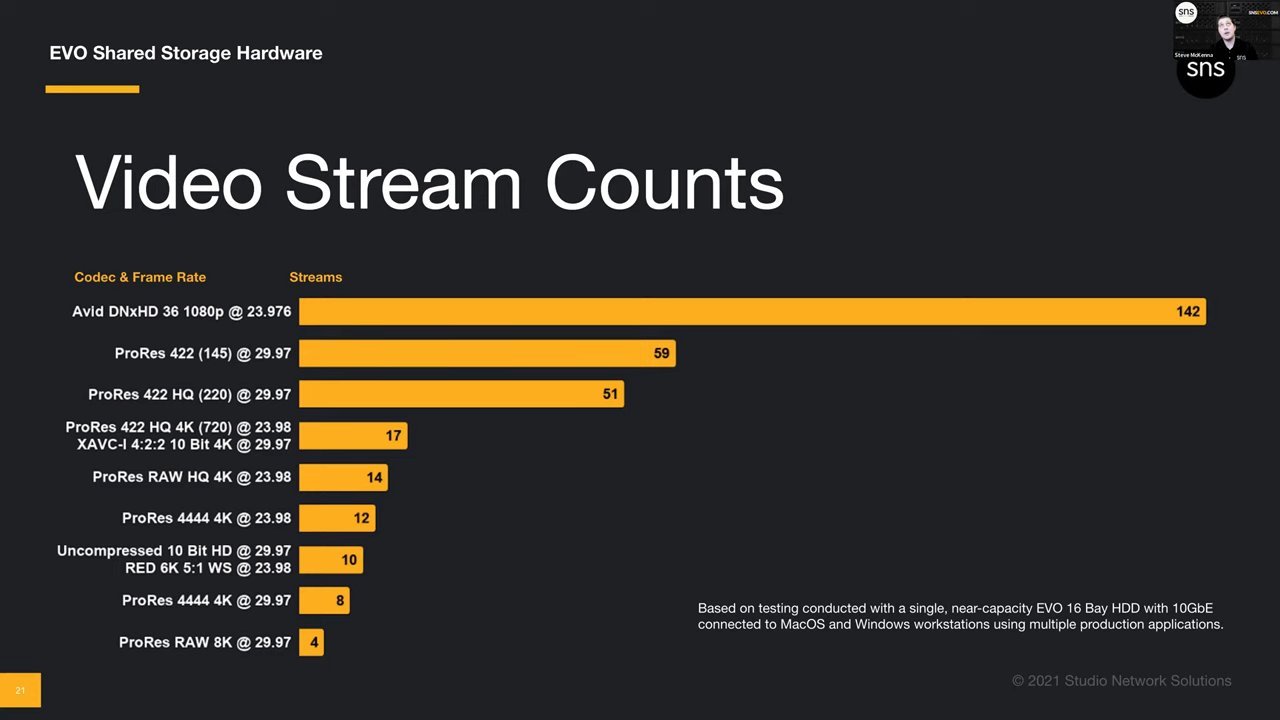 EVO Shared Storage Hardware
sns
SNSEVO.COM
Steve McKenna
sns
sns
Video Stream Counts
Codec & Frame Rate Streams
Avid DNxHD 36 1080p @ 23.976 142
ProRes 422 (145) @ 29.97 59
ProRes 422 HQ (220) @ 29.97 51
ProRes 422 HQ 4K (720) @ 23.98
XAVC-I 4:2:2 10 Bit 4K @ 29.97 17
ProRes RAW HQ 4K @ 23.98 14
ProRes 4444 4K @ 23.98 12
Uncompressed 10 Bit HD @ 29.97
RED 6K 5:1 WS @ 23.98 10
ProRes 4444 4K @ 29.97 8
ProRes RAW 8K @ 29.97 4
Based on testing conducted with a single, near-capacity EVO 16 Bay HDD with 10GbE
connected to MacOS and Windows workstations using multiple production applications.
21
© 2021 Studio Network Solutions